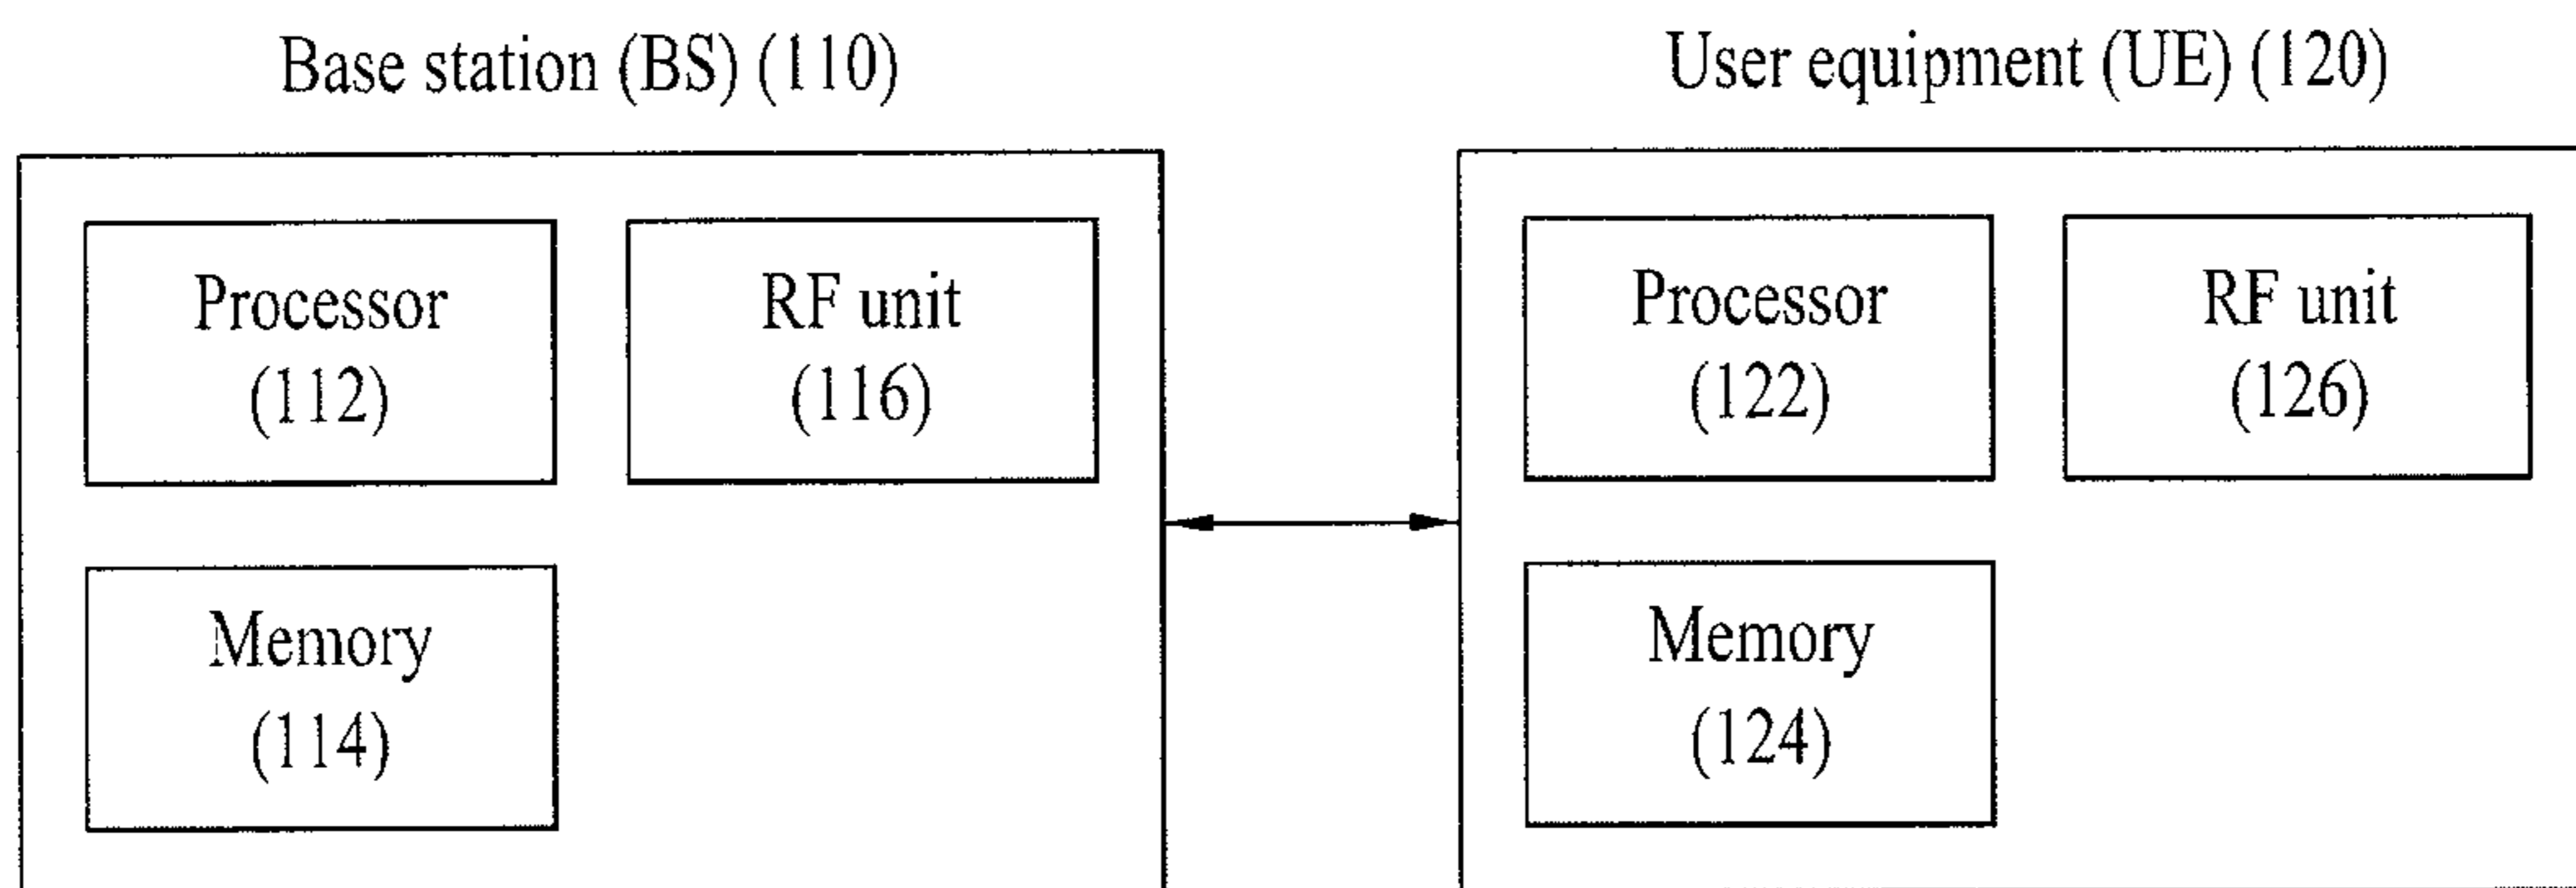 Base station (BS) (110)
Processor
(112)
RF unit
(116)
Memory
(114)
User equipment (UE) (120)
Processor
(122)
RF unit
(126)
Memory
(124)